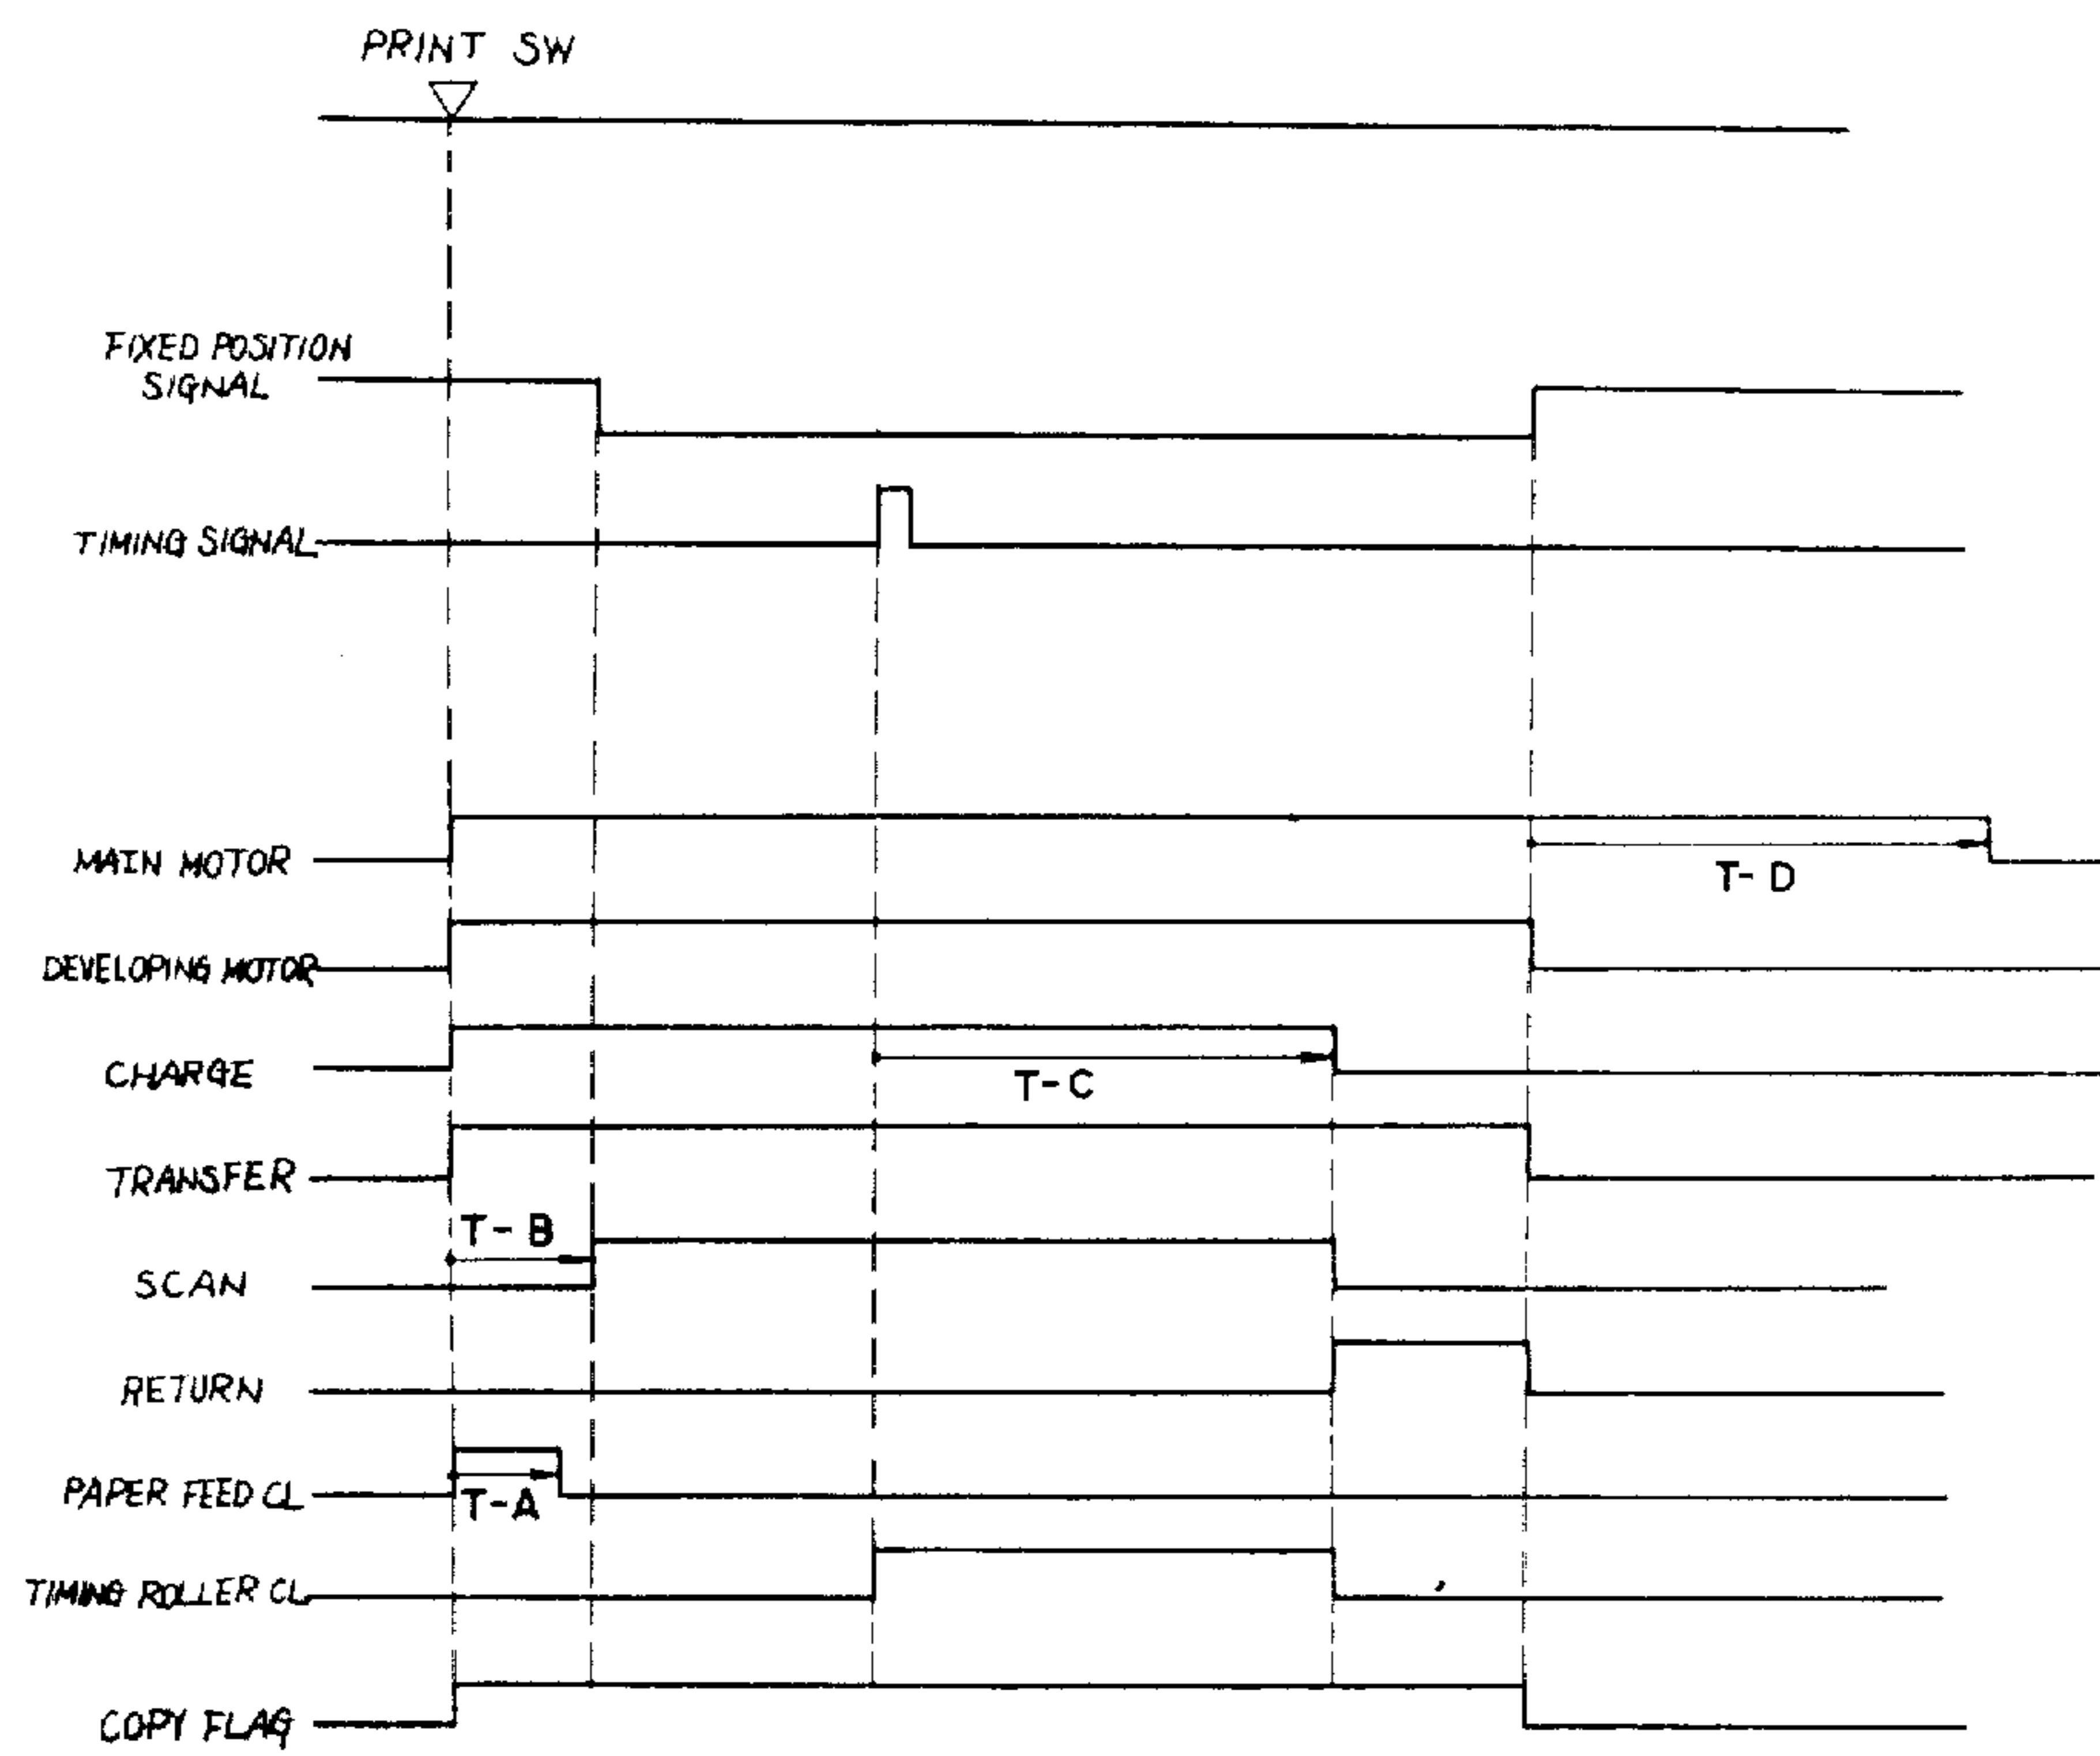 PRINT SW
FIXED POSITION
SIGNAL
TIMING SIGNAL
MAIN MOTOR
T-D
DEVELOPING MOTOR
CHARGE
T-C
TRANSFER
T-B
SCAN
RETURN
PAPER FEED CL
T-A
TIMING ROLLER CL
COPY FLAG